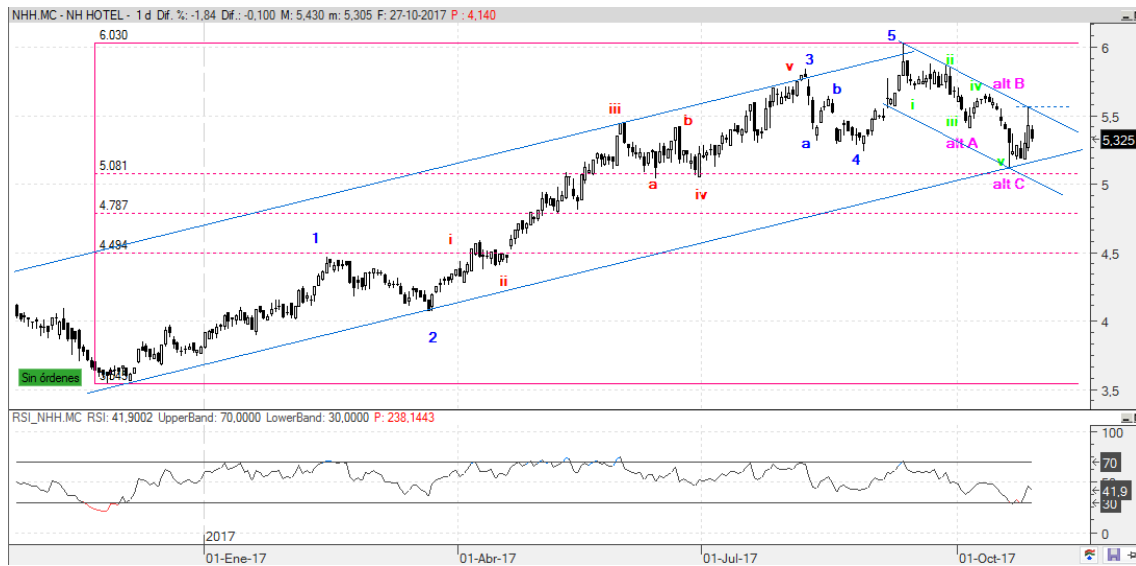 NHH.MC - NH HOTEL - 1 d Dif. %: -1,84 Dif.: -0,100 M: 5,430 m: 5,305 F: 27-10-2017 P : 4,140
6.030
6
5 ii
v 3 iv alt B
iii b b i 5,5
iii
a 4 alt A 5,325
5.081 a iv v
alt C 5
4.787
4.494 1 i 4,5
ii
2 4
Sin órdenes
3,5
RSI_NHH.MC RSI: 41,9002 UpperBand: 70,0000 LowerBand: 30,0000 P: 238,1443
100
70
41,9
30
0
2017
01-Ene-17 01-Abr-17 01-Jul-17 01-Oct-17